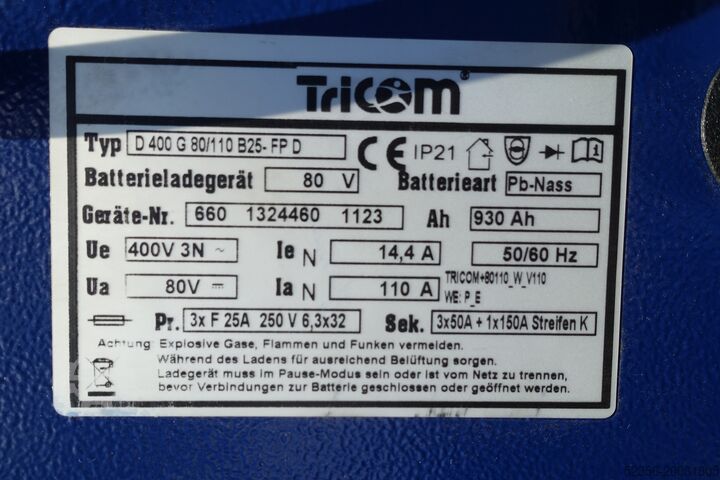 TriCOM®
Typ D 400 G 80/110 B25- FP D CE IP21
Batterieladegerät 80 V Batterieart Pb-Nass
Geräte-Nr. 660 1324460 1123 Ah 930 Ah
Ue 400V 3N ~ Ie N 14,4 A 50/60 Hz
Ua 80V ⎓ Ia N 110 A TRICOM+80110_W_V110
WE: P_E
Pr. 3x F 25A 250 V 6,3x32 Sek. 3x50A + 1x150A Streifen K
Achtung: Explosive Gase, Flammen und Funken vermeiden.
Während des Ladens für ausreichend Belüftung sorgen.
Ladegerät muss im Pause-Modus sein oder ist vom Netz zu trennen,
bevor Verbindungen zur Batterie geschlossen oder geöffnet werden.